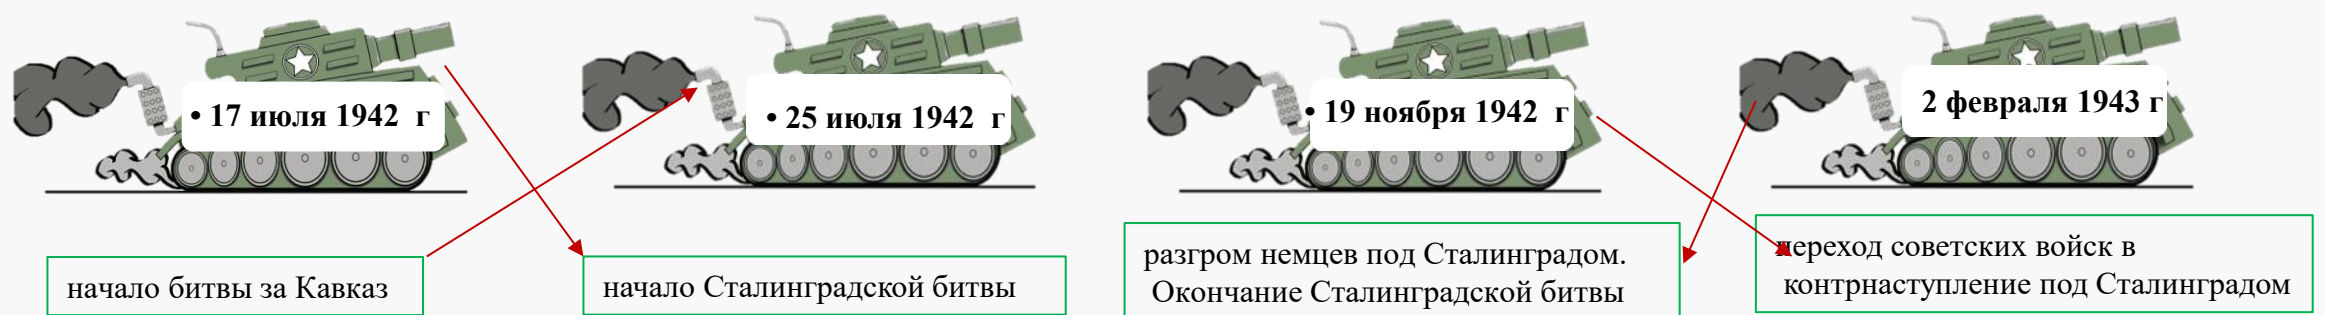 • 17 июля 1942 г
• 25 июля 1942 г
• 19 ноября 1942 г
2 февраля 1943 г
начало битвы за Кавказ
начало Сталинградской битвы
разгром немцев под Сталинградом.
Окончание Сталинградской битвы
переход советских войск в
контрнаступление под Сталинградом